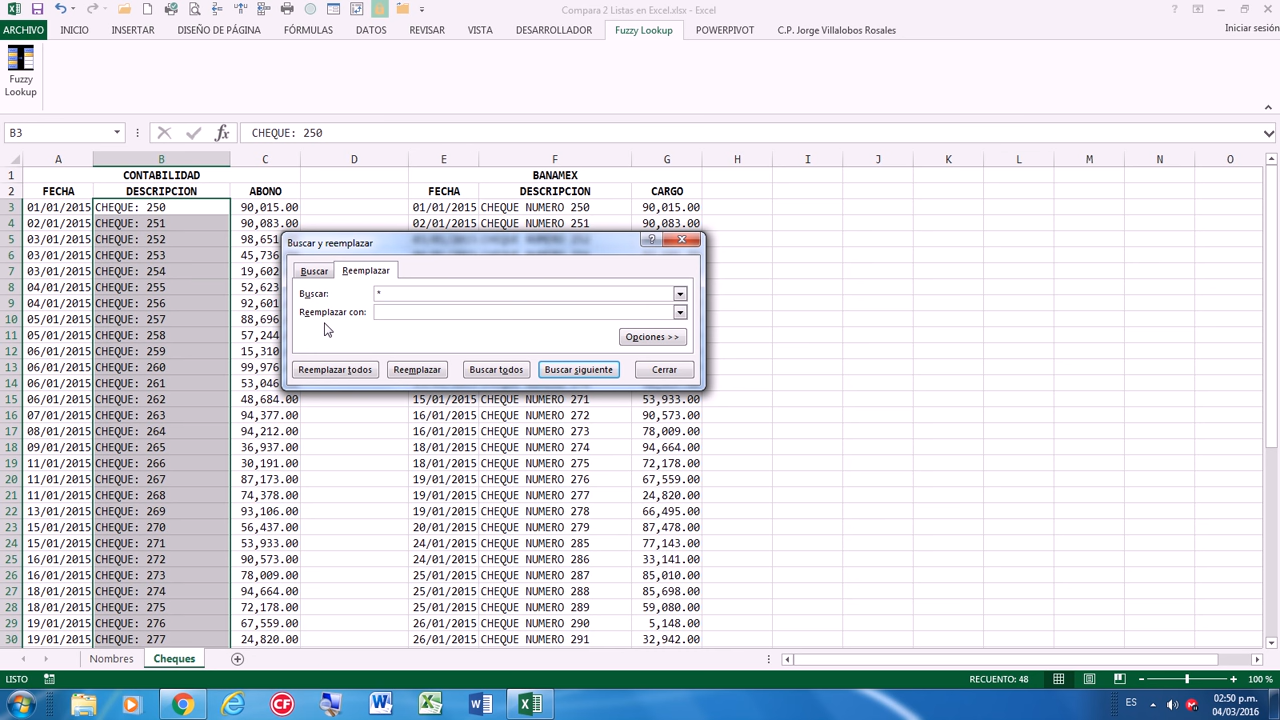 Compara 2 Listas en Excel.xlsx - Excel
ARCHIVO INICIO INSERTAR DISEÑO DE PÁGINA FÓRMULAS DATOS REVISAR VISTA DESARROLLADOR Fuzzy Lookup POWERPIVOT C.P. Jorge Villalobos Rosales Iniciar sesión
Fuzzy
Lookup
B3 fx CHEQUE: 250
A B C D E F G H I J K L M N O
1 CONTABILIDAD BANAMEX
2 FECHA DESCRIPCION ABONO FECHA DESCRIPCION CARGO
3 01/01/2015 CHEQUE: 250 90,015.00 01/01/2015 CHEQUE NUMERO 250 90,015.00
4 02/01/2015 CHEQUE: 251 90,083.00 02/01/2015 CHEQUE NUMERO 251 90,083.00
5 03/01/2015 CHEQUE: 252 98,651
6 03/01/2015 CHEQUE: 253 45,736
7 03/01/2015 CHEQUE: 254 19,602
8 04/01/2015 CHEQUE: 255 52,623
9 04/01/2015 CHEQUE: 256 92,601
10 05/01/2015 CHEQUE: 257 88,696
11 05/01/2015 CHEQUE: 258 57,244
12 06/01/2015 CHEQUE: 259 15,310
13 06/01/2015 CHEQUE: 260 99,976
14 06/01/2015 CHEQUE: 261 53,046
Buscar y reemplazar
Buscar Reemplazar
Buscar: *
Reemplazar con:
Opciones >>
Reemplazar todos Reemplazar Buscar todos Buscar siguiente Cerrar
15 06/01/2015 CHEQUE: 262 48,684.00 15/01/2015 CHEQUE NUMERO 271 53,933.00
16 07/01/2015 CHEQUE: 263 94,377.00 16/01/2015 CHEQUE NUMERO 272 90,573.00
17 08/01/2015 CHEQUE: 264 94,212.00 16/01/2015 CHEQUE NUMERO 273 78,009.00
18 09/01/2015 CHEQUE: 265 36,937.00 18/01/2015 CHEQUE NUMERO 274 94,664.00
19 11/01/2015 CHEQUE: 266 30,191.00 18/01/2015 CHEQUE NUMERO 275 72,178.00
20 11/01/2015 CHEQUE: 267 87,173.00 19/01/2015 CHEQUE NUMERO 276 67,559.00
21 11/01/2015 CHEQUE: 268 74,378.00 19/01/2015 CHEQUE NUMERO 277 24,820.00
22 13/01/2015 CHEQUE: 269 93,106.00 19/01/2015 CHEQUE NUMERO 278 66,495.00
23 15/01/2015 CHEQUE: 270 56,437.00 20/01/2015 CHEQUE NUMERO 279 87,478.00
24 15/01/2015 CHEQUE: 271 53,933.00 24/01/2015 CHEQUE NUMERO 285 77,143.00
25 16/01/2015 CHEQUE: 272 90,573.00 24/01/2015 CHEQUE NUMERO 286 33,141.00
26 16/01/2015 CHEQUE: 273 78,009.00 25/01/2015 CHEQUE NUMERO 287 85,010.00
27 18/01/2015 CHEQUE: 274 94,664.00 25/01/2015 CHEQUE NUMERO 288 85,698.00
28 18/01/2015 CHEQUE: 275 72,178.00 25/01/2015 CHEQUE NUMERO 289 59,080.00
29 19/01/2015 CHEQUE: 276 67,559.00 26/01/2015 CHEQUE NUMERO 290 5,148.00
30 19/01/2015 CHEQUE: 277 24,820.00 26/01/2015 CHEQUE NUMERO 291 32,942.00
Nombres Cheques
LISTO RECUENTO: 48 100 %
ES 02:50 p.m.
04/03/2016